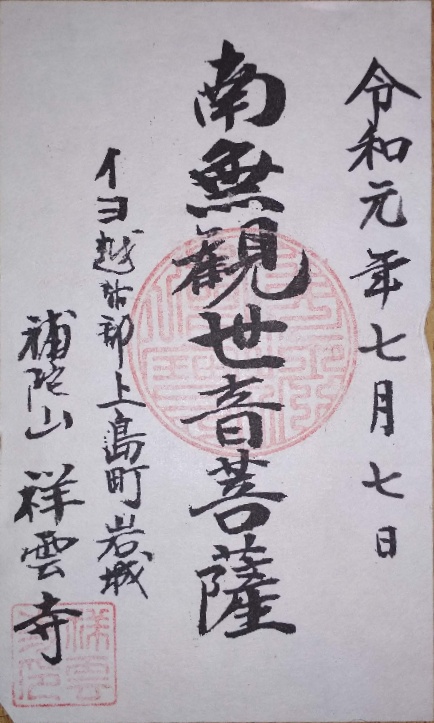 令和元年七月七日
南無觀世音菩薩
イヨ越智郡上島町岩城
補陀山 祥雲寺